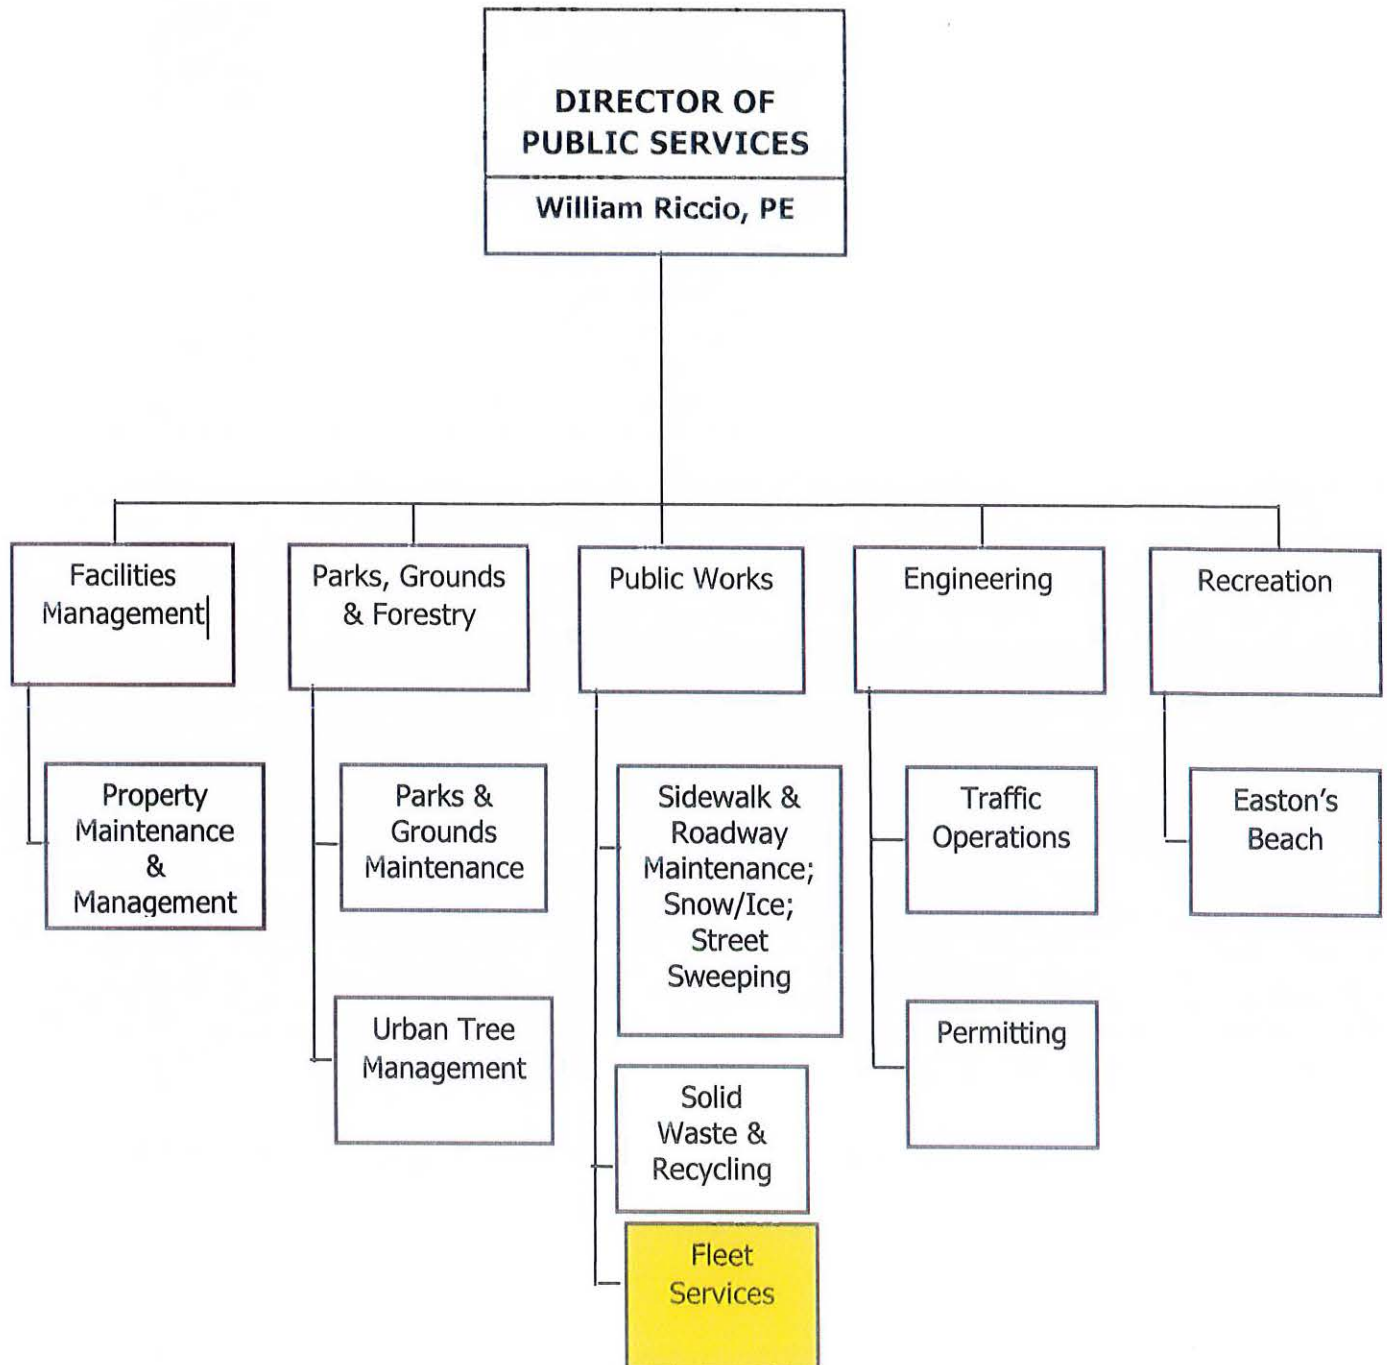 DIRECTOR OF
PUBLIC SERVICES
William Riccio, PE
Facilities
Management
Parks, Grounds
& Forestry
Public Works
Engineering
Recreation
Property
Maintenance
&
Management
Parks &
Grounds
Maintenance
Urban Tree
Management
Sidewalk &
Roadway
Maintenance;
Snow/Ice;
Street
Sweeping
Solid
Waste &
Recycling
Fleet
Services
Traffic
Operations
Permitting
Easton's
Beach